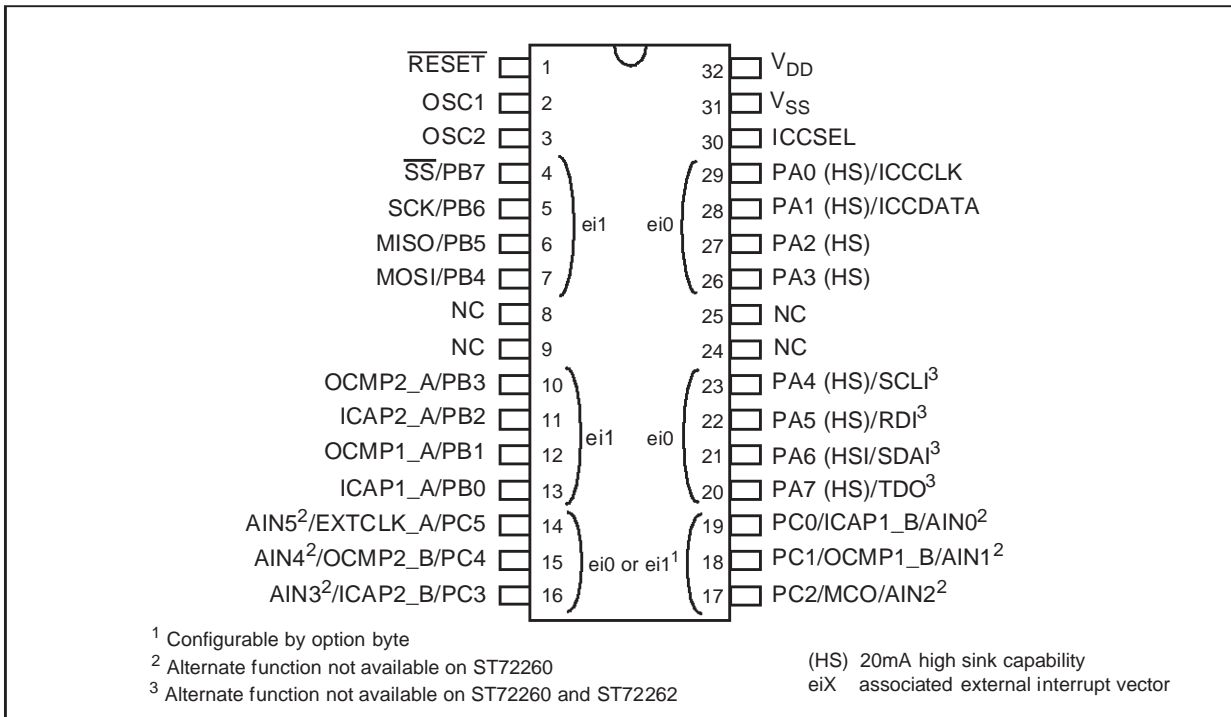 RESET 1 32 VDD
OSC1 2 31 VSS
OSC2 3 30 ICCSEL
SS/PB7 4 29 PA0 (HS)/ICCCLK
SCK/PB6 5 28 PA1 (HS)/ICCDATA
ei1 ei0
MISO/PB5 6 27 PA2 (HS)
MOSI/PB4 7 26 PA3 (HS)
NC 8 25 NC
NC 9 24 NC
OCMP2_A/PB3 10 23 PA4 (HS)/SCLI³
ICAP2_A/PB2 11 22 PA5 (HS)/RDI³
ei1 ei0
OCMP1_A/PB1 12 21 PA6 (HSI/SDAI³
ICAP1_A/PB0 13 20 PA7 (HS)/TDO³
AIN5²/EXTCLK_A/PC5 14 19 PC0/ICAP1_B/AIN0²
AIN4²/OCMP2_B/PC4 15 ei0 or ei1¹ 18 PC1/OCMP1_B/AIN1²
AIN3²/ICAP2_B/PC3 16 17 PC2/MCO/AIN2²
¹ Configurable by option byte
² Alternate function not available on ST72260
³ Alternate function not available on ST72260 and ST72262
(HS) 20mA high sink capability
eiX associated external interrupt vector